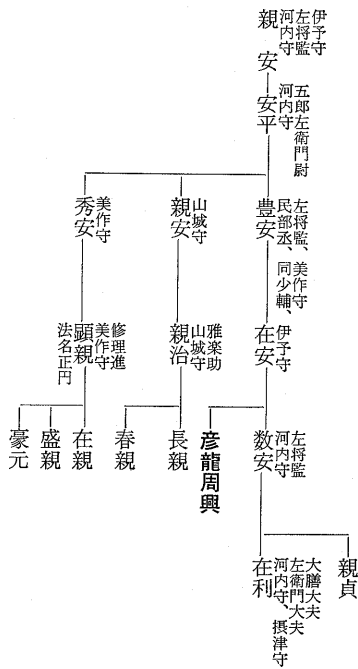 伊予守
左将監
河内守
親安
五郎左衛門尉
河内守
安平
左将監、美作守
民部丞、同少輔、
豊安
山城守
親安
美作守
秀安
伊予守
在安
雅楽助
山城守
親治
修理進
美作守
顕親
法名正円
左将監
河内守
数安
彦龍周興
長親
春親
在親
盛親
豪元
親貞
大膳大夫
左衛門大夫
河内守、摂津守
在利